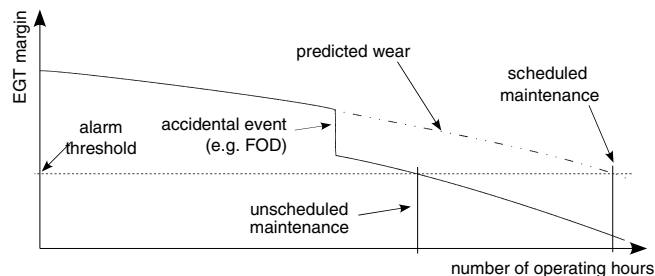 EGT margin
predicted wear
scheduled
maintenance
alarm
threshold
accidental event
(e.g. FOD)
unscheduled
maintenance
number of operating hours